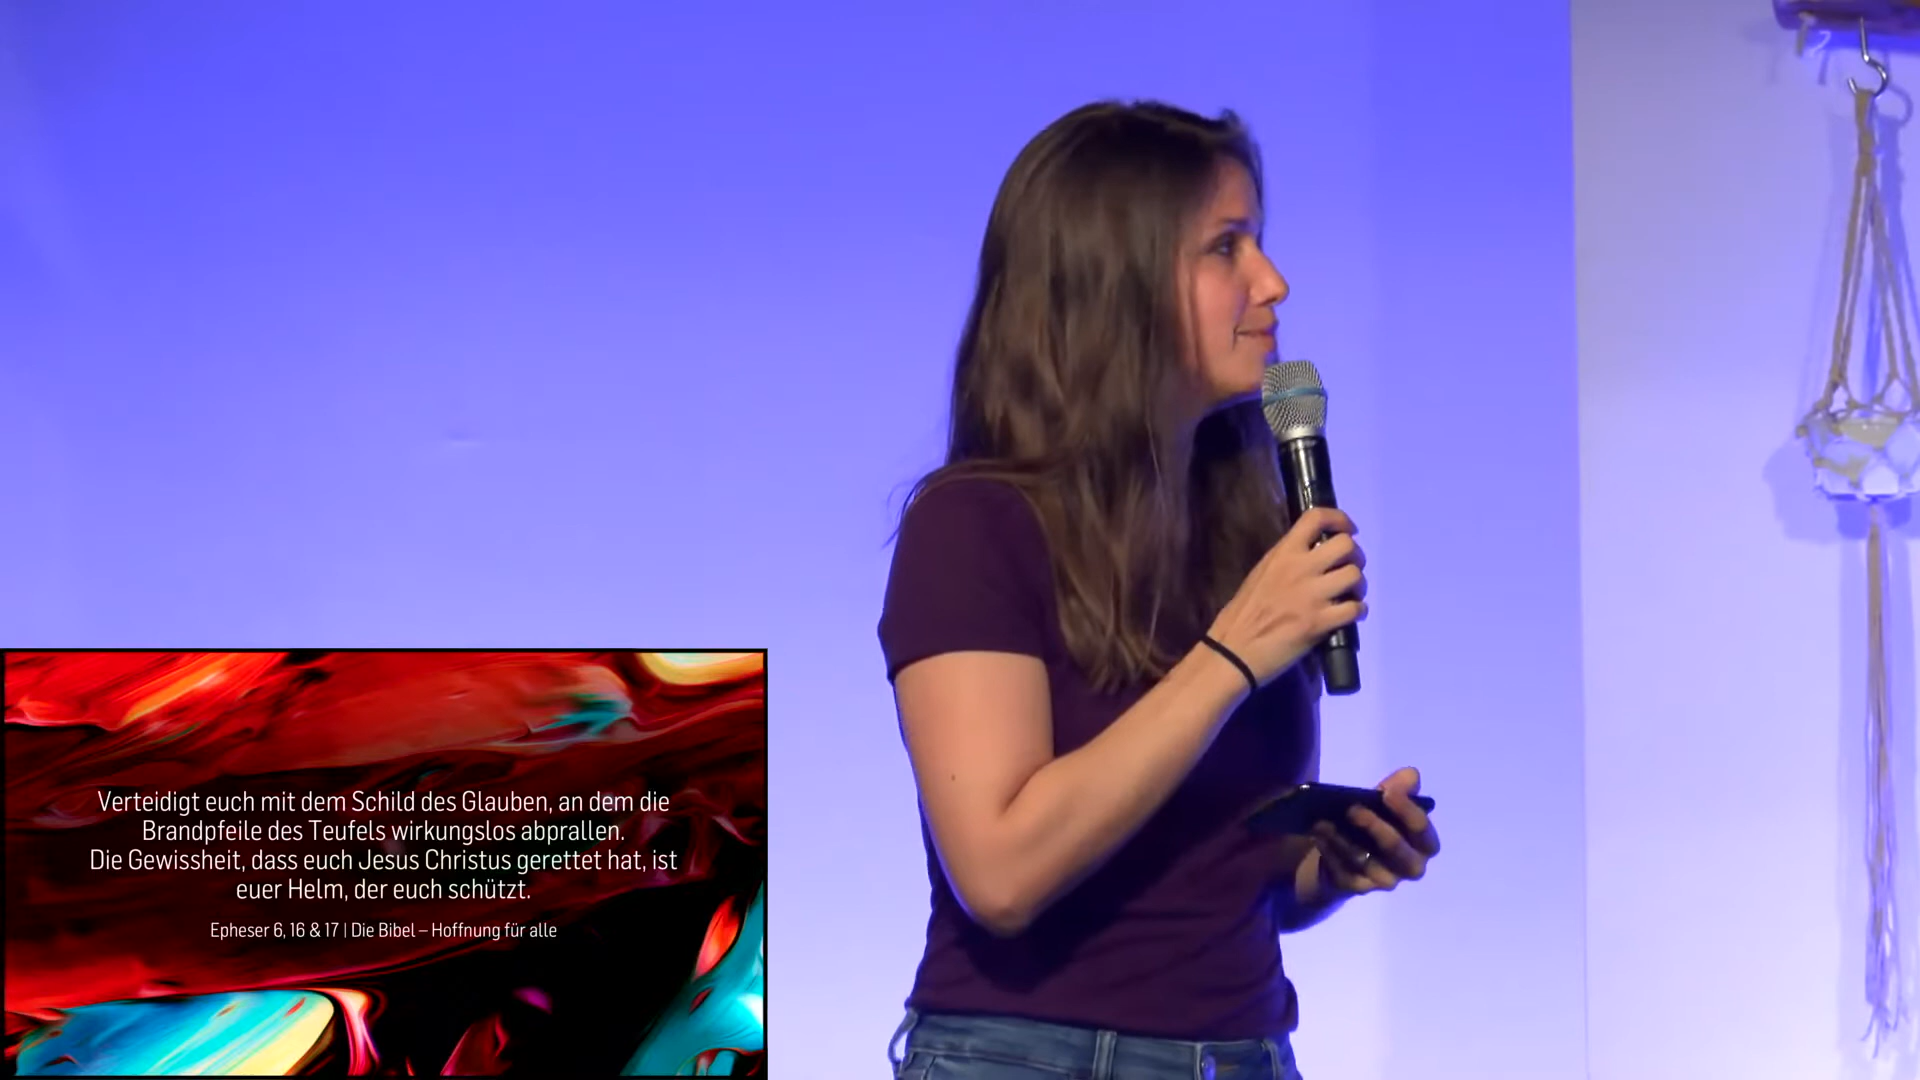 Verteidigt euch mit dem Schild des Glauben, an dem die
Brandpfeile des Teufels wirkungslos abprallen.
Die Gewissheit, dass euch Jesus Christus gerettet hat, ist
euer Helm, der euch schützt.
Epheser 6, 16 & 17 | Die Bibel – Hoffnung für alle